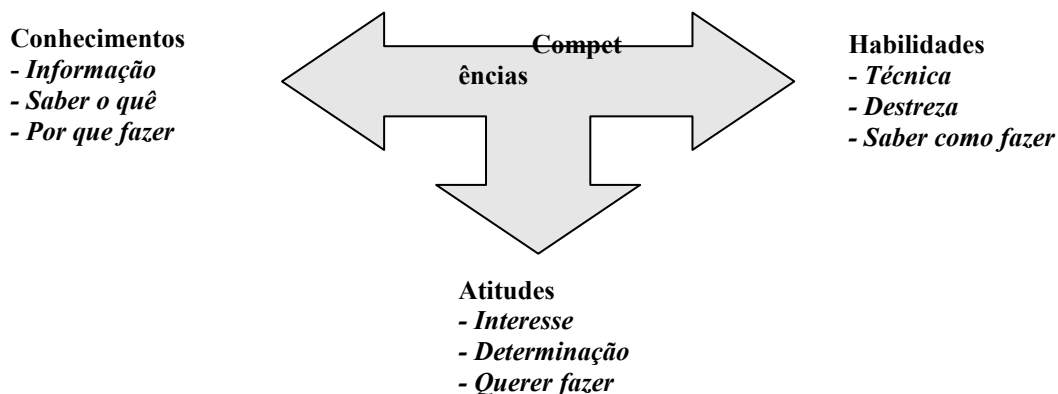 Conhecimentos
- Informação
- Saber o quê
- Por que fazer
Compet
ências
Habilidades
- Técnica
- Destreza
- Saber como fazer
Atitudes
- Interesse
- Determinação
- Querer fazer